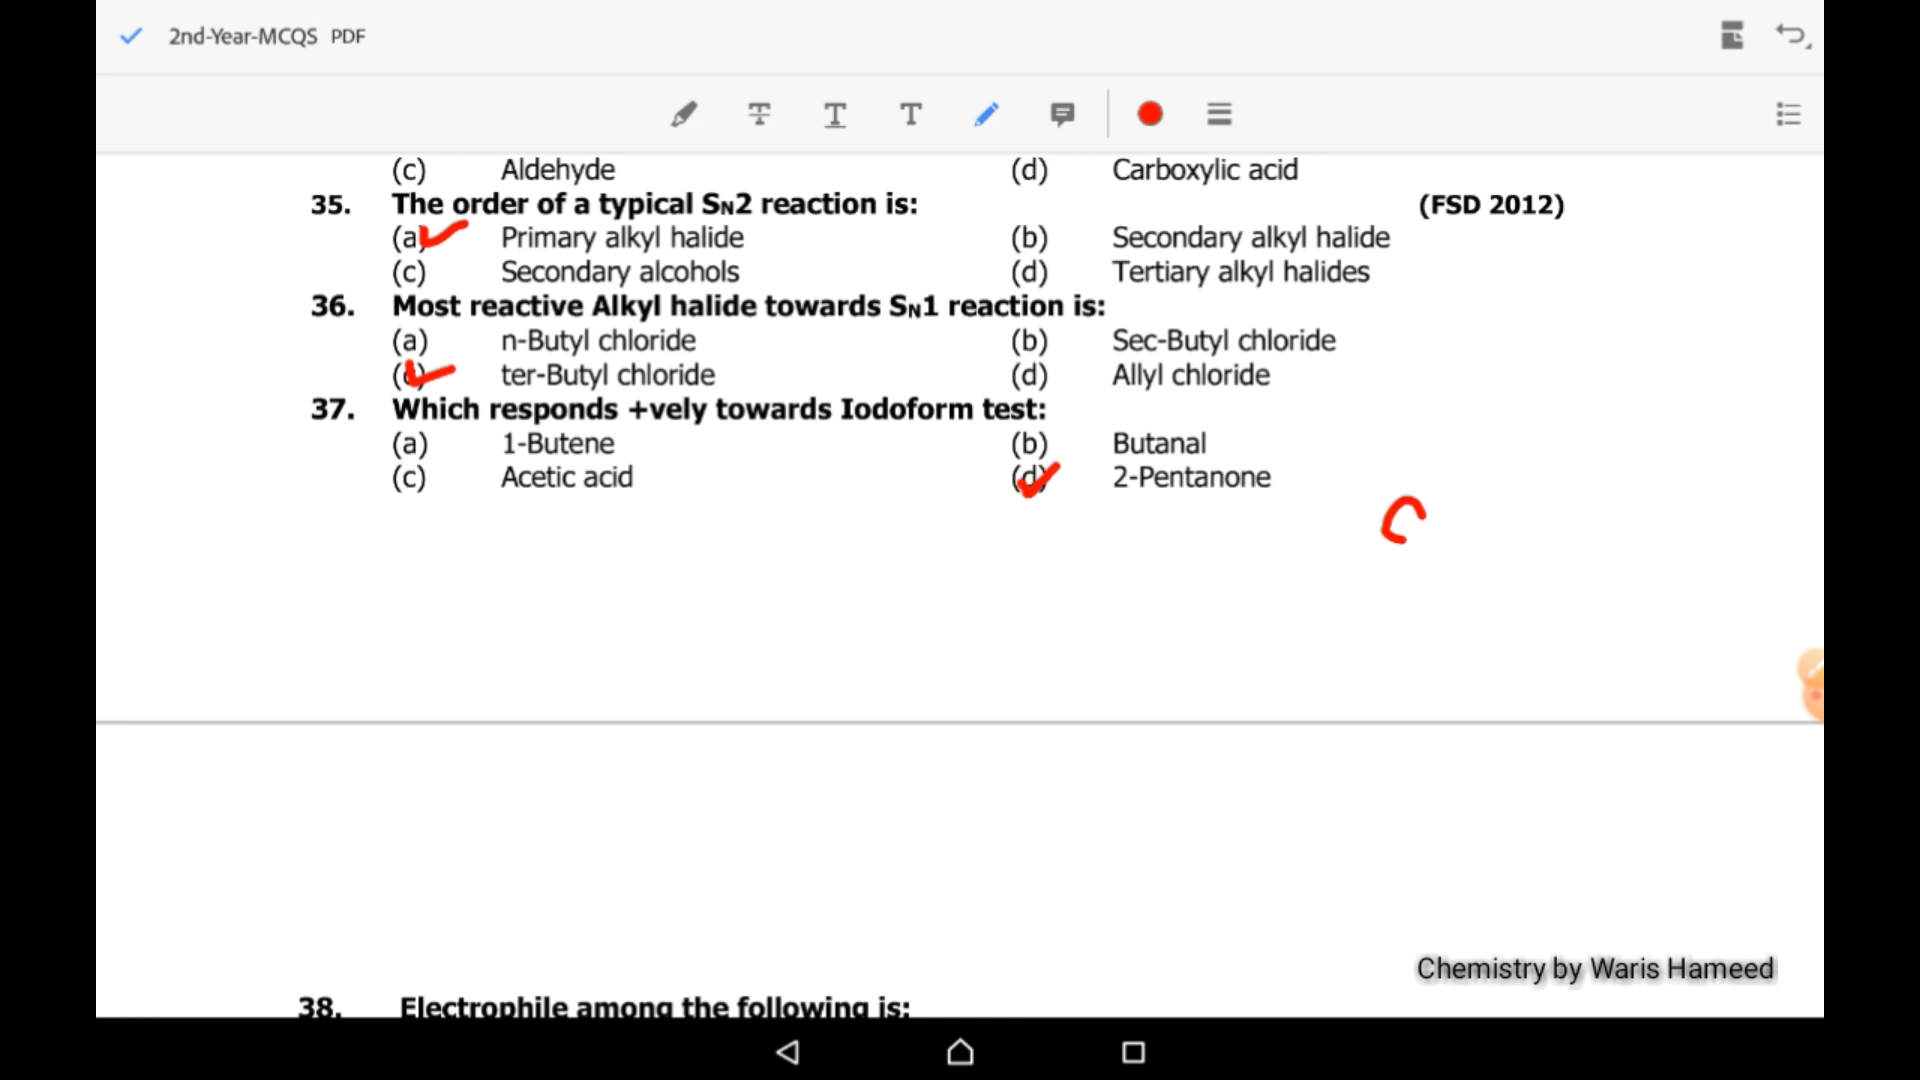 2nd-Year-MCQS PDF
(c) Aldehyde (d) Carboxylic acid
35. The order of a typical SN2 reaction is: (FSD 2012)
(a) Primary alkyl halide (b) Secondary alkyl halide
(c) Secondary alcohols (d) Tertiary alkyl halides
36. Most reactive Alkyl halide towards SN1 reaction is:
(a) n-Butyl chloride (b) Sec-Butyl chloride
(c) ter-Butyl chloride (d) Allyl chloride
37. Which responds +vely towards Iodoform test:
(a) 1-Butene (b) Butanal
(c) Acetic acid (d) 2-Pentanone
Chemistry by Waris Hameed
38. Electrophile among the following is: